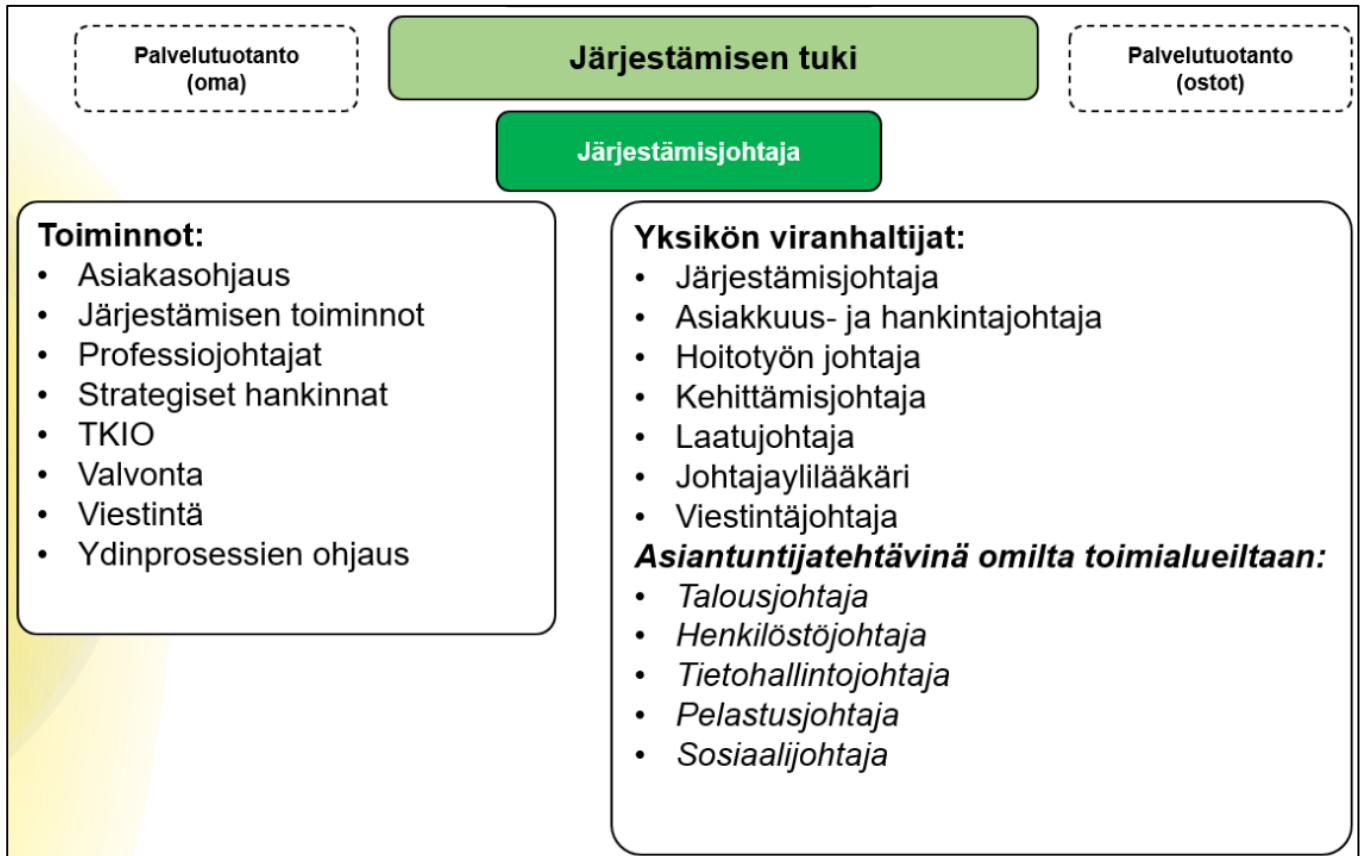 Palvelutuotanto
(oma)
Järjestämisen tuki
Palvelutuotanto
(ostot)
Järjestämisjohtaja
Toiminnot:
• Asiakasohjaus
• Järjestämisen toiminnot
• Professiojohtajat
• Strategiset hankinnat
• TKIO
• Valvonta
• Viestintä
• Ydinprosessien ohjaus
Yksikön viranhaltijat:
• Järjestämisjohtaja
• Asiakkuus- ja hankintajohtaja
• Hoitotyön johtaja
• Kehittämisjohtaja
• Laatujohtaja
• Johtajaylilääkäri
• Viestintäjohtaja
Asiantuntijatehtävinä omilta toimialueiltaan:
• Talousjohtaja
• Henkilöstöjohtaja
• Tietohallintojohtaja
• Pelastusjohtaja
• Sosiaalijohtaja